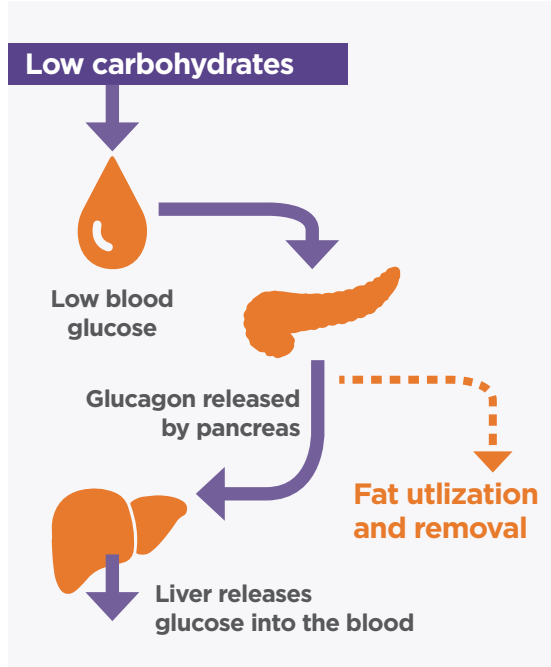 Low carbohydrates
Low blood
glucose
Glucagon released
by pancreas
Fat utlization
and removal
Liver releases
glucose into the blood